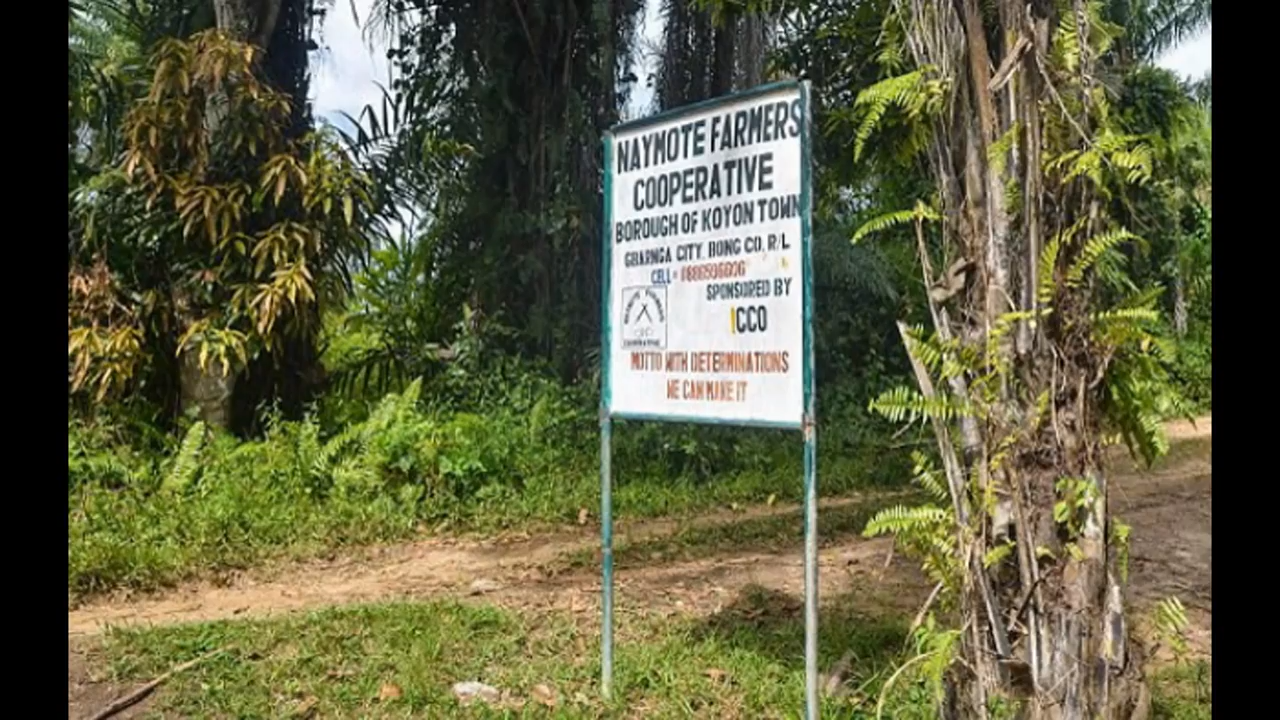 NAYMOTE FARMERS
COOPERATIVE
BOROUGH OF KOYON TOWN
GBARNGA CITY, BONG CO. R/L
CELL=
SPONSORED BY
ICCO
MOTTO WITH DETERMINATIONS
WE CAN MAKE IT